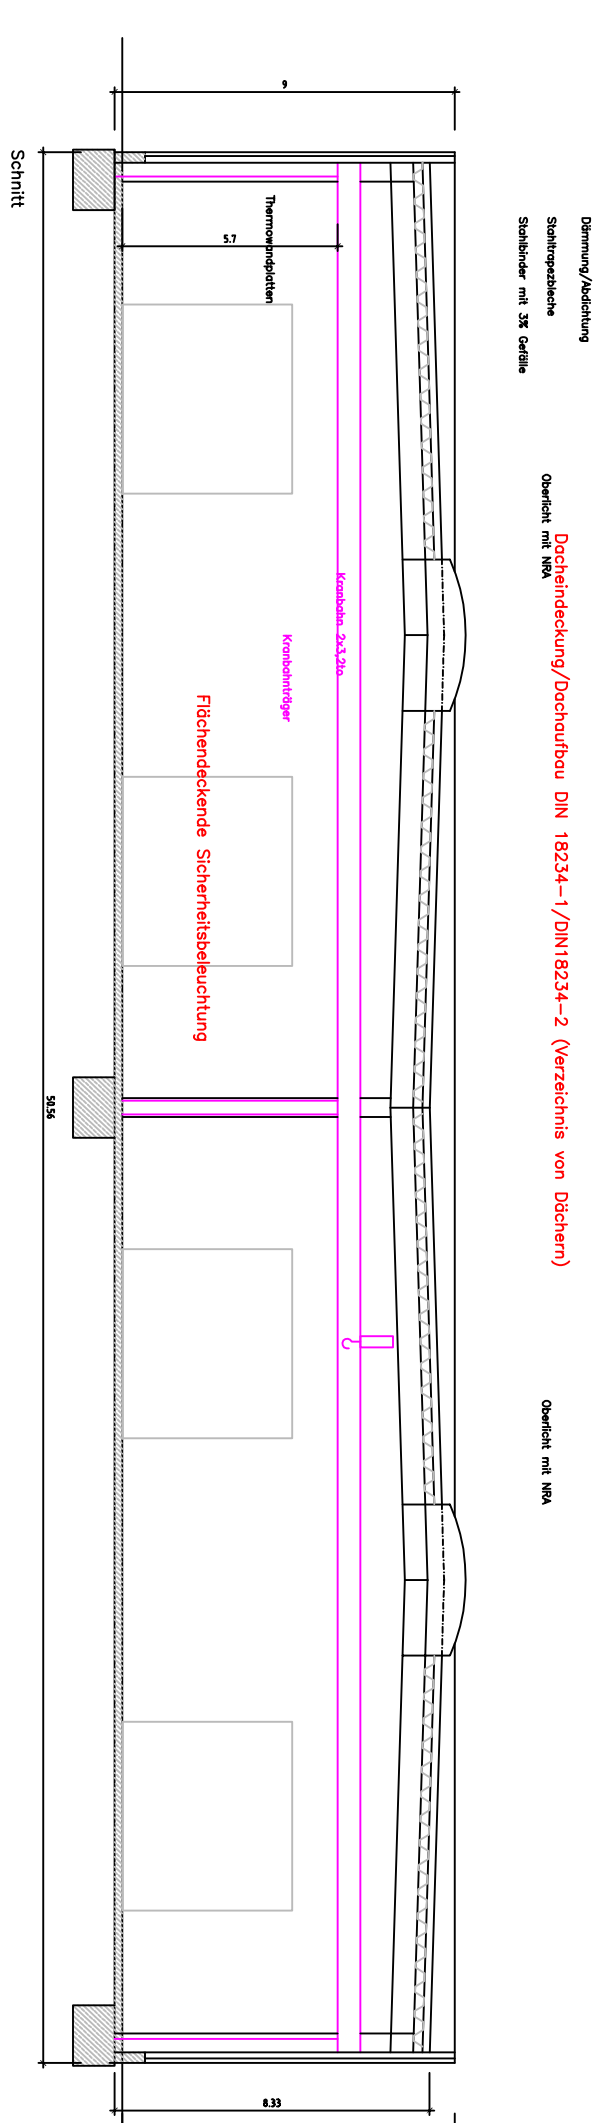 Dämmung/Abdichtung
Stahltrapezbleche
Stahlbinder mit 3% Gefälle
Oberlicht mit NRA
Dacheindeckung/Dachaufbau DIN 18234-1/DIN18234-2 (Verzeichnis von Dächern)
Oberlicht mit NRA
9
Thermowandplatten
5.7
Kranbahn 2x3,2to
Kranbahnträger
Flächendeckende Sicherheitsbeleuchtung
50.56
8.33
Schnitt